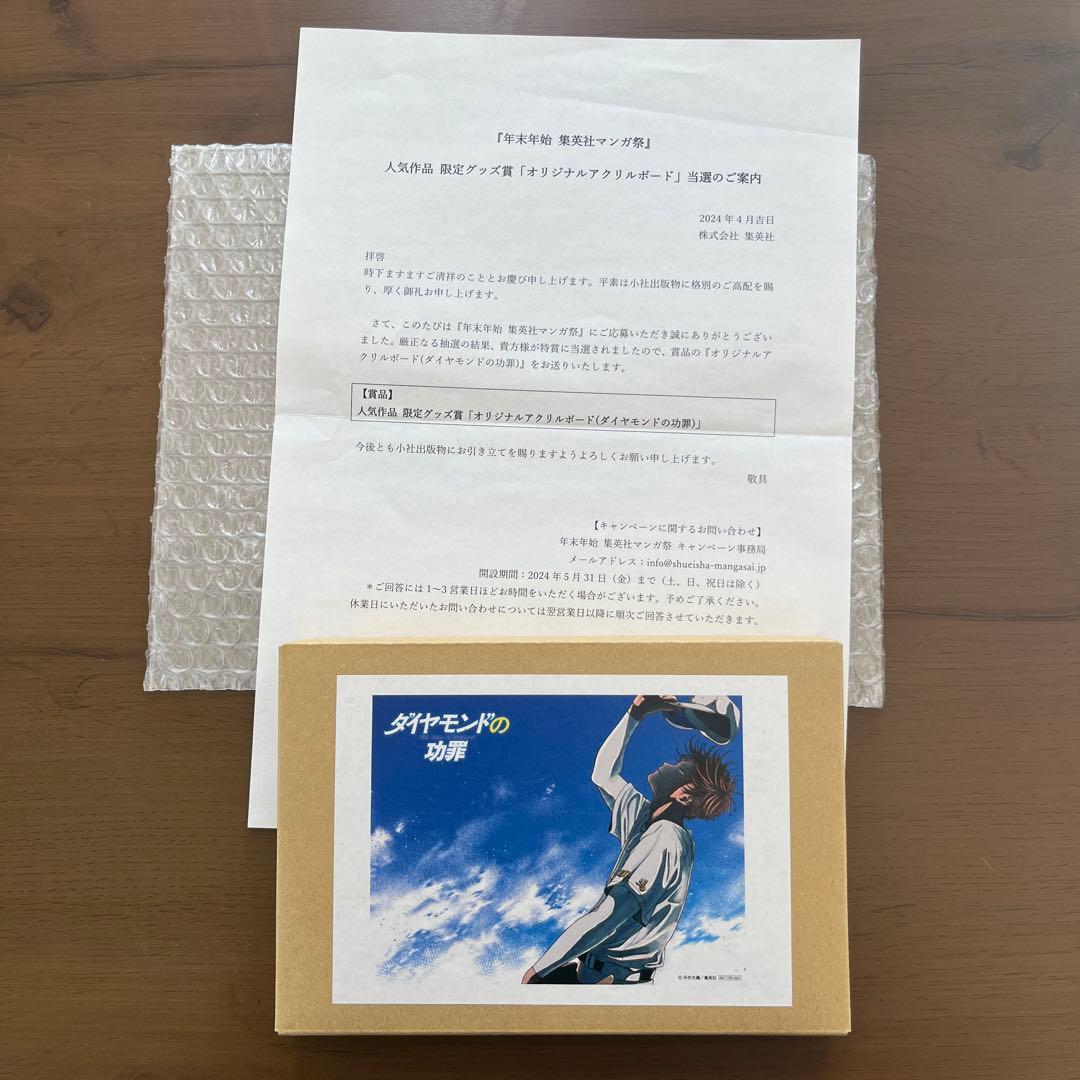 『年末年始 集英社マンガ祭』
人気作品 限定グッズ賞「オリジナルアクリルボード」当選のご案内
2024年4月吉日
株式会社 集英社
拝啓
時下ますますご清祥のこととお慶び申し上げます。平素は小社出版物に格別のご高配を賜
り、厚く御礼お申し上げます。
さて、このたびは『年末年始 集英社マンガ祭』にご応募いただき誠にありがとうござい
ました。厳正なる抽選の結果、貴方様が特賞に当選されましたので、賞品の『オリジナルア
クリルボード(ダイヤモンドの功罪)』をお送りいたします。
【賞品】
人気作品 限定グッズ賞「オリジナルアクリルボード(ダイヤモンドの功罪)」
今後とも小社出版物にお引き立てを賜りますようよろしくお願い申し上げます。
敬具
【キャンペーンに関するお問い合わせ】
年末年始 集英社マンガ祭 キャンペーン事務局
メールアドレス：info@shueisha-mangasai.jp
開設期間：2024年5月31日（金）まで（土、日、祝日は除く）
＊ご回答には1～3営業日ほどお時間をいただく場合がございます。予めご了承ください。
休業日にいただいたお問い合わせについては翌営業日以降に順次ご回答させていただきます。
ダイヤモンドの
功罪
©平井大橋／集英社